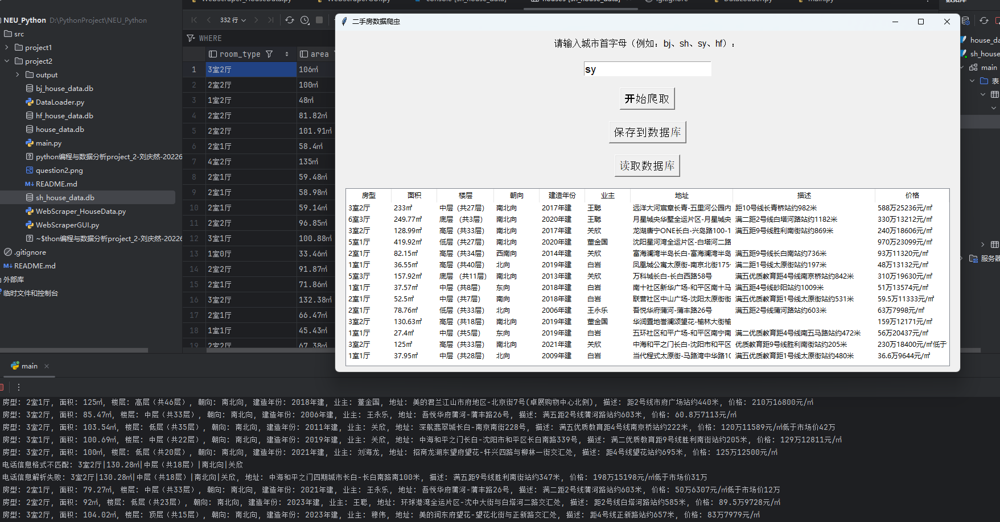 WebScraper_HouseData.py
WebScraperGUI.py
console [sh_house_data]
houses [sh_house_data]
.gitignore
DataLoader.py
main.py
数据库
NEU_Python D:\PythonProject\NEU_Python
src
project1
project2
output
bj_house_data.db
DataLoader.py
hf_house_data.db
house_data.db
main.py
python编程与数据分析project_2-刘庆然-20226
question2.png
README.md
sh_house_data.db
WebScraper_HouseData.py
WebScraperGUI.py
~$thon编程与数据分析project_2-刘庆然-20226
.gitignore
README.md
外部库
临时文件和控制台
332 行
WHERE
room_type area
1 3室2厅 106㎡
2 2室2厅 100㎡
3 1室2厅 48㎡
4 2室2厅 81.82㎡
5 2室2厅 101.91㎡
6 2室1厅 58.4㎡
7 4室2厅 135㎡
8 2室1厅 59.48㎡
9 2室1厅 58.98㎡
10 2室1厅 59.14㎡
11 2室2厅 96.85㎡
12 3室1厅 100.88㎡
13 1室0厅 33.46㎡
14 2室2厅 91.87㎡
15 2室1厅 71.86㎡
16 3室2厅 132.38㎡
17 2室1厅 66.47㎡
18 1室1厅 45.43㎡
19 2室2厅 67.38㎡
二手房数据爬虫
请输入城市首字母（例如：bj、sh、sy、hf）：
sy
开始爬取
保存到数据库
读取数据库
房型 面积 楼层 朝向 建造年份 业主 地址 描述 价格
3室2厅 233㎡ 中层（共27层） 南北向 2017年建 王聪 远洋大河宸章长青-五里河公园内 距10号线长青桥站约982米 588万25236元/㎡
6室3厅 249.77㎡ 底层 （共3层） 南北向 2020年建 王聪 月星城央华墅全运片区-月星城央 满二距2号线白塔河路站约1182米 330万13212元/㎡
3室2厅 128.99㎡ 高层（共33层） 南北向 2017年建 关欣 龙湖唐宁ONE长白-兴岛路100-1 满五距9号线胜利南街站约869米 240万18606元/㎡
5室1厅 419.92㎡ 低层（共27层） 南北向 2020年建 董金国 沈阳星河湾全运片区-白塔河二路 970万23099元/㎡
2室1厅 82.15㎡ 高层（共34层） 西南向 2014年建 关欣 富海澜湾半岛长白-富海澜湾半岛 满五距9号线长白南站约736米 93万11320元/㎡
1室1厅 36.55㎡ 高层（共40层） 北向 2019年建 白岩 凤凰城公寓太原街-南京北街175- 满二距1号线太原街站约197米 48万13132元/㎡
5室3厅 157.92㎡ 底层 （共11层） 南北向 2013年建 关欣 万科城长白-长白西路58号 满五优质教育距4号线南京桥站约842米 310万19630元/㎡
1室1厅 37.57㎡ 中层（共8层） 东向 2018年建 白岩 南十社区新华广场-和平区南十马 满五距4号线砂阳站约1009米 51万13574元/㎡
2室1厅 52.5㎡ 中层（共7层） 南向 2018年建 白岩 联营社区中山广场-沈阳太原街街 满五优质教育距1号线太原街站约531米 59.5万11333元/㎡
2室1厅 78.76㎡ 低层（共33层） 北向 2006年建 王永乐 吾悦华府蒲河-蒲丰路26号 满五距2号线蒲河路站约603米 63万7998元/㎡
3室2厅 130.63㎡ 高层（共18层） 南北向 2019年建 董金国 华润置地誉澜颂望花-榆林大街榆 159万12171元/㎡
1室1厅 27.4㎡ 中层（共5层） 东向 2019年建 白岩 五环社区和平广场-和平区南宁南 满二优质教育距4号线南五马路站约472米 56万20437元/㎡
3室2厅 125㎡ 高层（共33层） 南北向 2021年建 关欣 中海和平之门长白-沈阳市和平区 优质教育距9号线胜利南街站约205米 230万18400元/㎡低于
1室1厅 37.95㎡ 中层（共28层） 北向 2009年建 白岩 当代程式太原街-马路湾中华路10 满五优质教育距1号线太原街站约480米 36.6万9644元/㎡
house_da
sh_house
main
表
服务器
main
房型: 2室1厅, 面积: 125㎡, 楼层: 高层（共46层）, 朝向: 南北向, 建造年份: 2018年建, 业主: 董金国, 地址: 美的君兰江山市府地区-北京街7号(卓展购物中心北侧), 描述: 距2号线市府广场站约440米, 价格: 210万16800元/㎡
房型: 3室2厅, 面积: 85.47㎡, 楼层: 中层（共33层）, 朝向: 南北向, 建造年份: 2006年建, 业主: 王永乐, 地址: 吾悦华府蒲河-蒲丰路26号, 描述: 满五距2号线蒲河路站约603米, 价格: 60.8万7113元/㎡
房型: 3室2厅, 面积: 103.54㎡, 楼层: 低层（共35层）, 朝向: 南北向, 建造年份: 2011年建, 业主: 关欣, 地址: 深航翡翠城长白-南京南街228号, 描述: 满五优质教育距4号线南京桥站约222米, 价格: 120万11589元/㎡低于市场价42万
房型: 3室1厅, 面积: 100.69㎡, 楼层: 中层（共22层）, 朝向: 南北向, 建造年份: 2019年建, 业主: 关欣, 地址: 中海和平之门长白-沈阳市和平区长白南路339号, 描述: 满二优质教育距9号线胜利南街站约205米, 价格: 129万12811元/㎡
房型: 3室2厅, 面积: 100㎡, 楼层: 低层（共20层）, 朝向: 南北向, 建造年份: 2021年建, 业主: 刘海龙, 地址: 招商龙湖东望府望花-轩兴四路与柳林一街交汇处, 描述: 距4号线望花站约695米, 价格: 125万12500元/㎡
电话信息格式不匹配: 3室2厅|130.28㎡|中层（共18层）|南北向|关欣
电话信息解析失败: 3室2厅|130.28㎡|中层（共18层）|南北向|关欣, 地址: 中海和平之门四期城市长白-长白南路南100米, 描述: 满五距9号线胜利南街站约347米, 价格: 198万15198元/㎡低于市场价31万
房型: 2室1厅, 面积: 79.27㎡, 楼层: 中层（共33层）, 朝向: 南北向, 建造年份: 2021年建, 业主: 王永乐, 地址: 吾悦华府蒲河-蒲丰路26号, 描述: 满二距2号线蒲河路站约603米, 价格: 50万6307元/㎡低于市场价12万
房型: 2室2厅, 面积: 92㎡, 楼层: 低层（共23层）, 朝向: 南北向, 建造年份: 2023年建, 业主: 王聪, 地址: 环球港湾全运片区-沈中大街与白塔河二路交汇处, 描述: 距2号线白塔河路站约585米, 价格: 89.5万9728元/㎡
房型: 3室2厅, 面积: 104.02㎡, 楼层: 顶层（共15层）, 朝向: 南北向, 建造年份: 2023年建, 业主: 穆伟, 地址: 美的润东府望花-望花北街与正新路交汇处, 描述: 距4号线正新路站约657米, 价格: 83万7979元/㎡